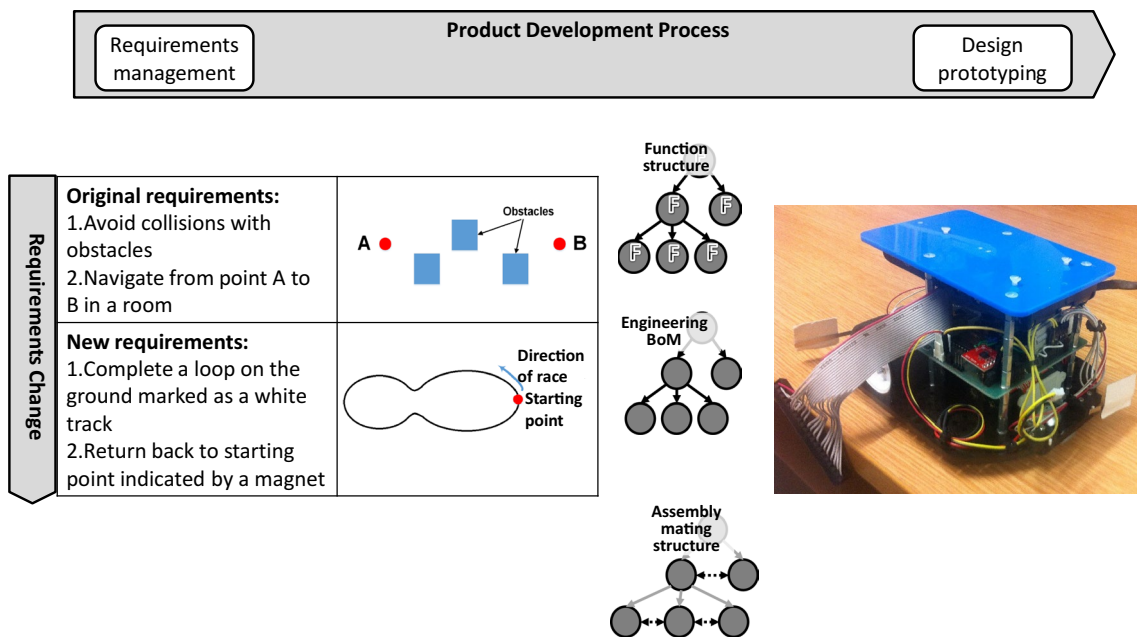 Product Development Process
Requirements
management
Design
prototyping
Requirements Change
Original requirements:
1.Avoid collisions with
obstacles
2.Navigate from point A to
B in a room
Obstacles
A
B
New requirements:
1.Complete a loop on the
ground marked as a white
track
2.Return back to starting
point indicated by a magnet
Direction
of race
Starting
point
Function
structure
F
F
F
F
F
F
Engineering
BoM
Assembly
mating
structure